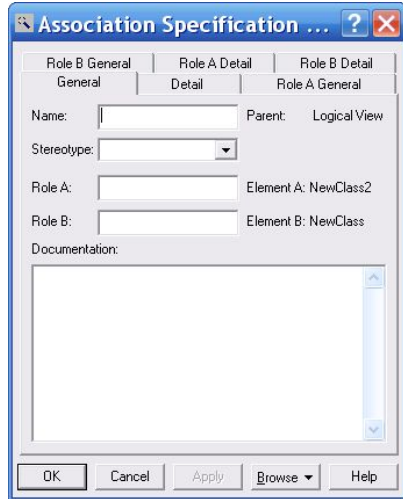 Association Specification ...
Role B General Role A Detail Role B Detail
General Detail Role A General
Name: Parent: Logical View
Stereotype:
Role A: Element A: NewClass2
Role B: Element B: NewClass
Documentation:
OK Cancel Apply Browse Help